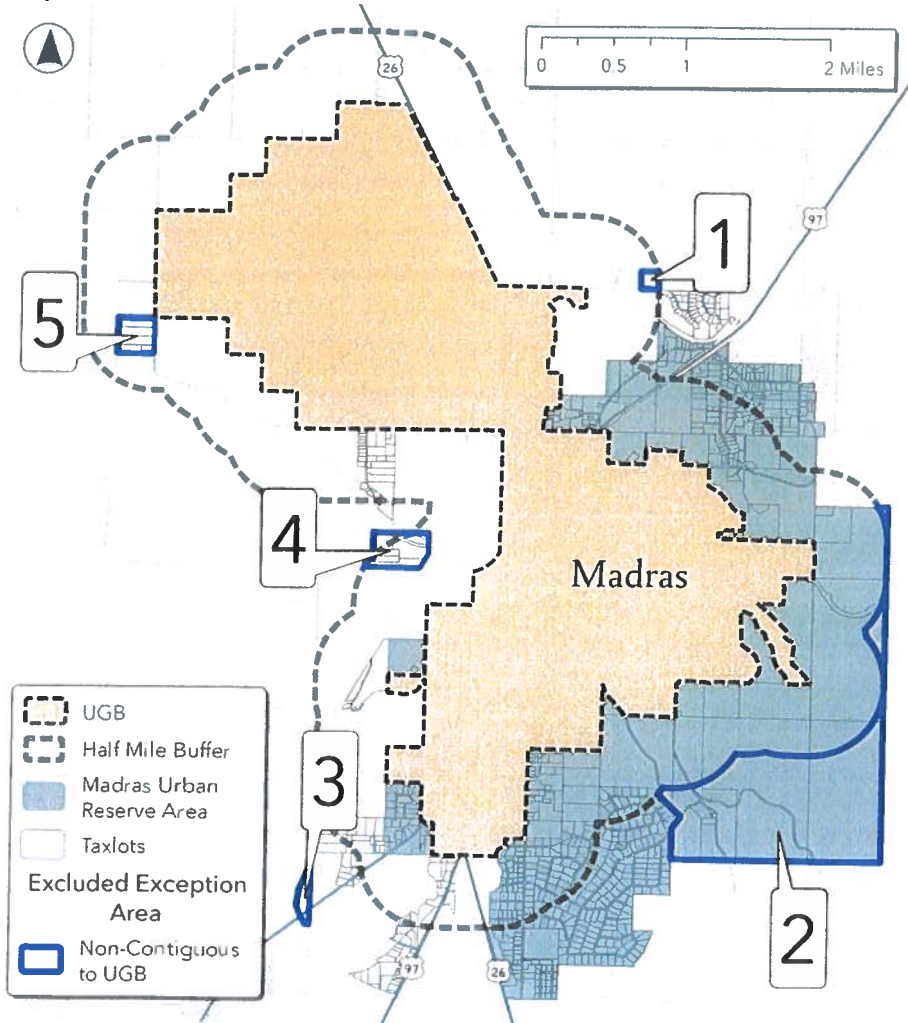 26
0 0.5 1 2 Miles
97
1
5
4
Madras
3
2
UGB
Half Mile Buffer
Madras Urban
Reserve Area
Taxlots
Excluded Exception
Area
Non-Contiguous
to UGB
97
26